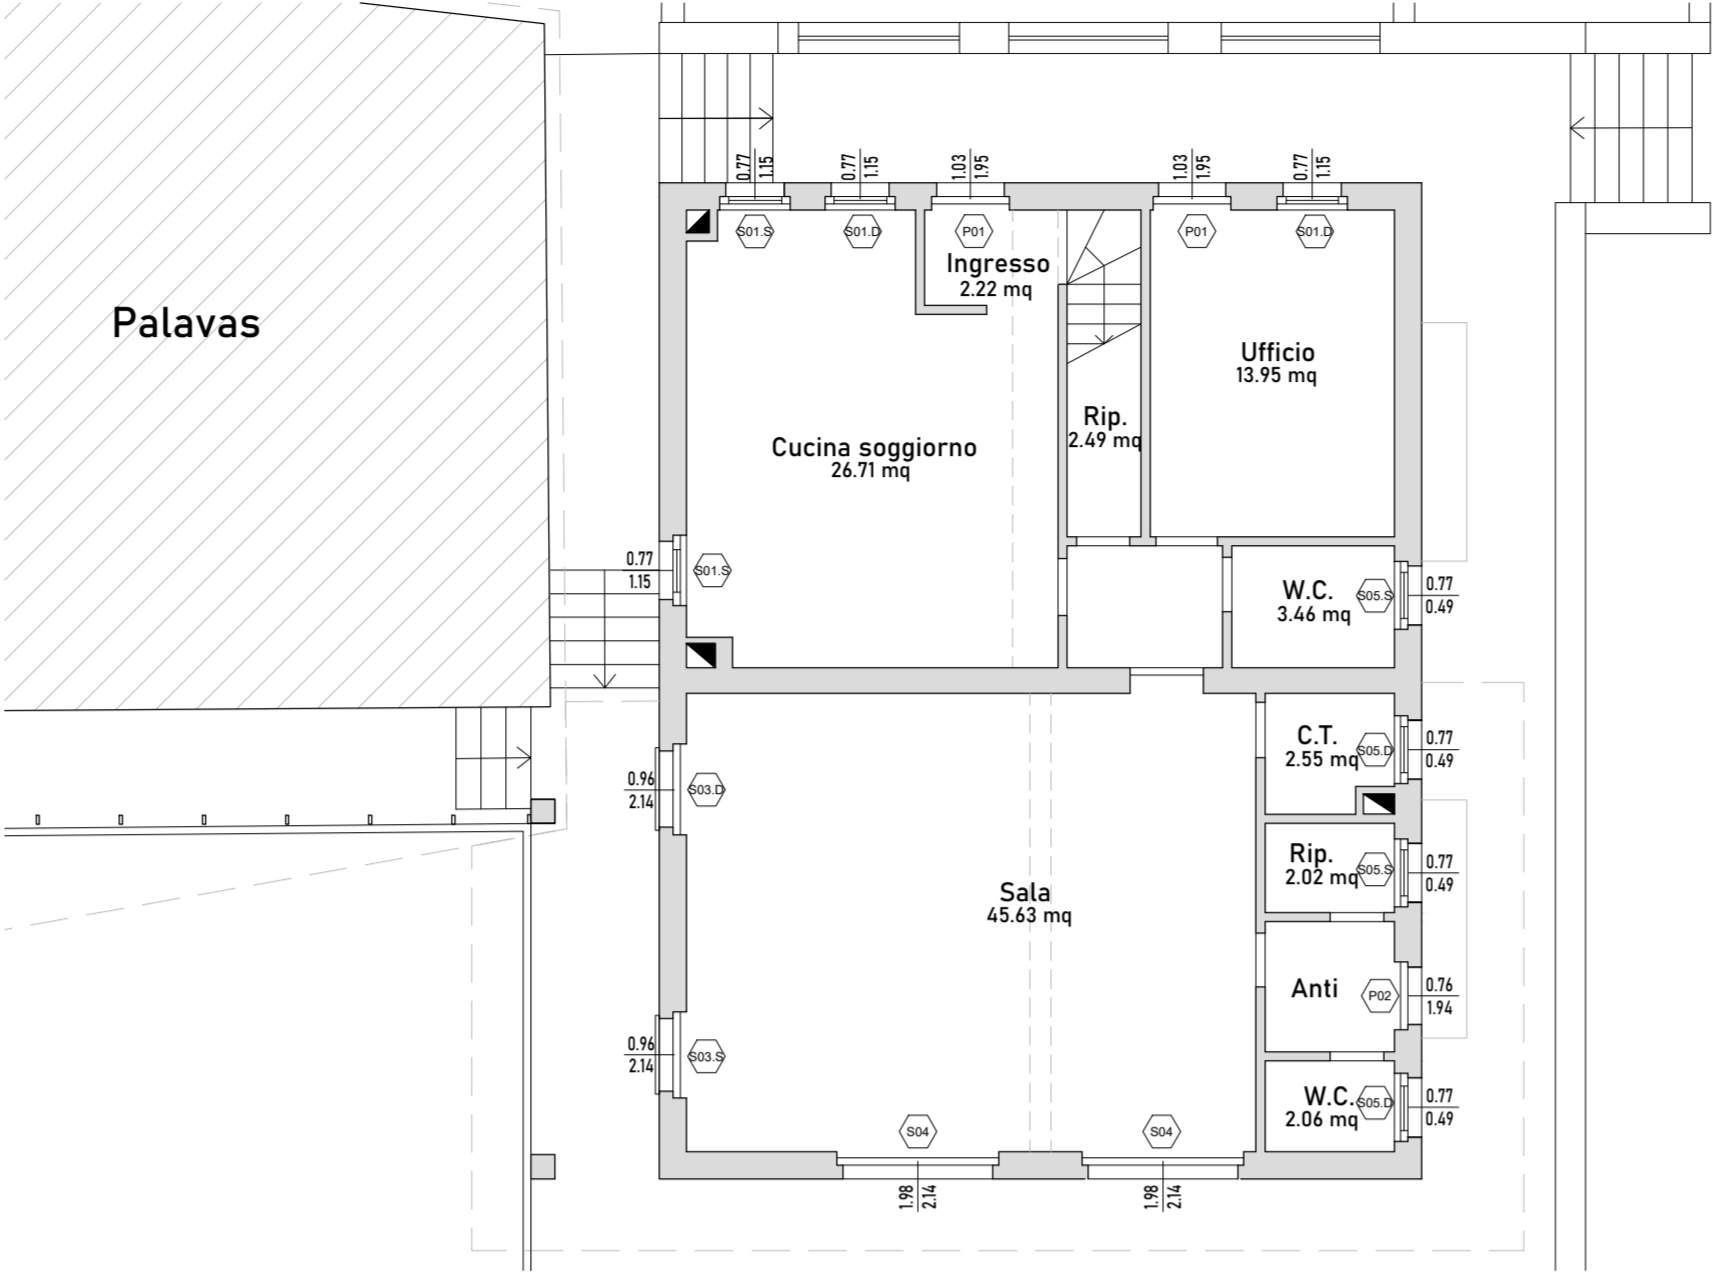 0.77
1.15
0.77
1.15
1.03
1.95
1.03
1.95
0.77
1.15
S01.S
S01.D
P01
P01
S01.D
Ingresso
2.22 mq
Palavas
Ufficio
13.95 mq
Rip.
2.49 mq
Cucina soggiorno
26.71 mq
0.77
1.15
S01.S
W.C.
3.46 mq
S05.S
0.77
0.49
C.T.
2.55 mq
S05.D
0.77
0.49
0.96
2.14
S03.D
Rip.
2.02 mq
S05.S
0.77
0.49
Sala
45.63 mq
Anti
P02
0.76
1.94
0.96
2.14
S03.S
W.C.
2.06 mq
S05.D
0.77
0.49
S04
S04
1.98
2.14
1.98
2.14